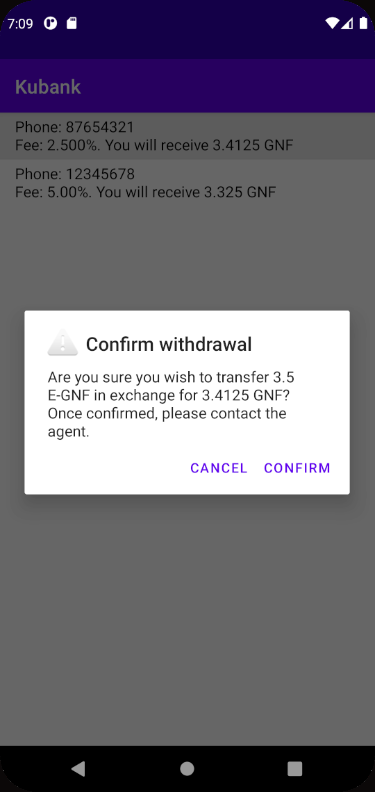 7:09
Kubank
Phone: 87654321
Fee: 2.500%. You will receive 3.4125 GNF
Phone: 12345678
Fee: 5.00%. You will receive 3.325 GNF
Confirm withdrawal
Are you sure you wish to transfer 3.5
E-GNF in exchange for 3.4125 GNF?
Once confirmed, please contact the
agent.
CANCEL CONFIRM